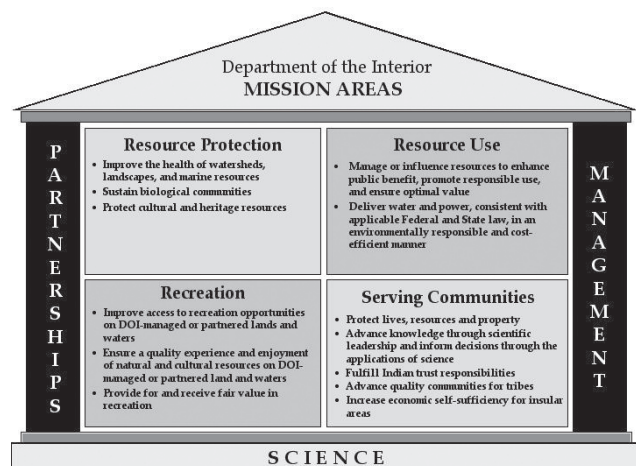 Department of the Interior
MISSION AREAS
PARTNERSHIPS
Resource Protection
• Improve the health of watersheds,
landscapes, and marine resources
• Sustain biological communities
• Protect cultural and heritage resources
Resource Use
• Manage or influence resources to enhance
public benefit, promote responsible use,
and ensure optimal value
• Deliver water and power, consistent with
applicable Federal and State law, in an
environmentally responsible and cost-
efficient manner
MANAGEMENT
Recreation
• Improve access to recreation opportunities
on DOI-managed or partnered lands and
waters
• Ensure a quality experience and enjoyment
of natural and cultural resources on DOI-
managed or partnered land and waters
• Provide for and receive fair value in
recreation
Serving Communities
• Protect lives, resources and property
• Advance knowledge through scientific
leadership and inform decisions through the
applications of science
• Fulfill Indian trust responsibilities
• Advance quality communities for tribes
• Increase economic self-sufficiency for insular
areas
SCIENCE